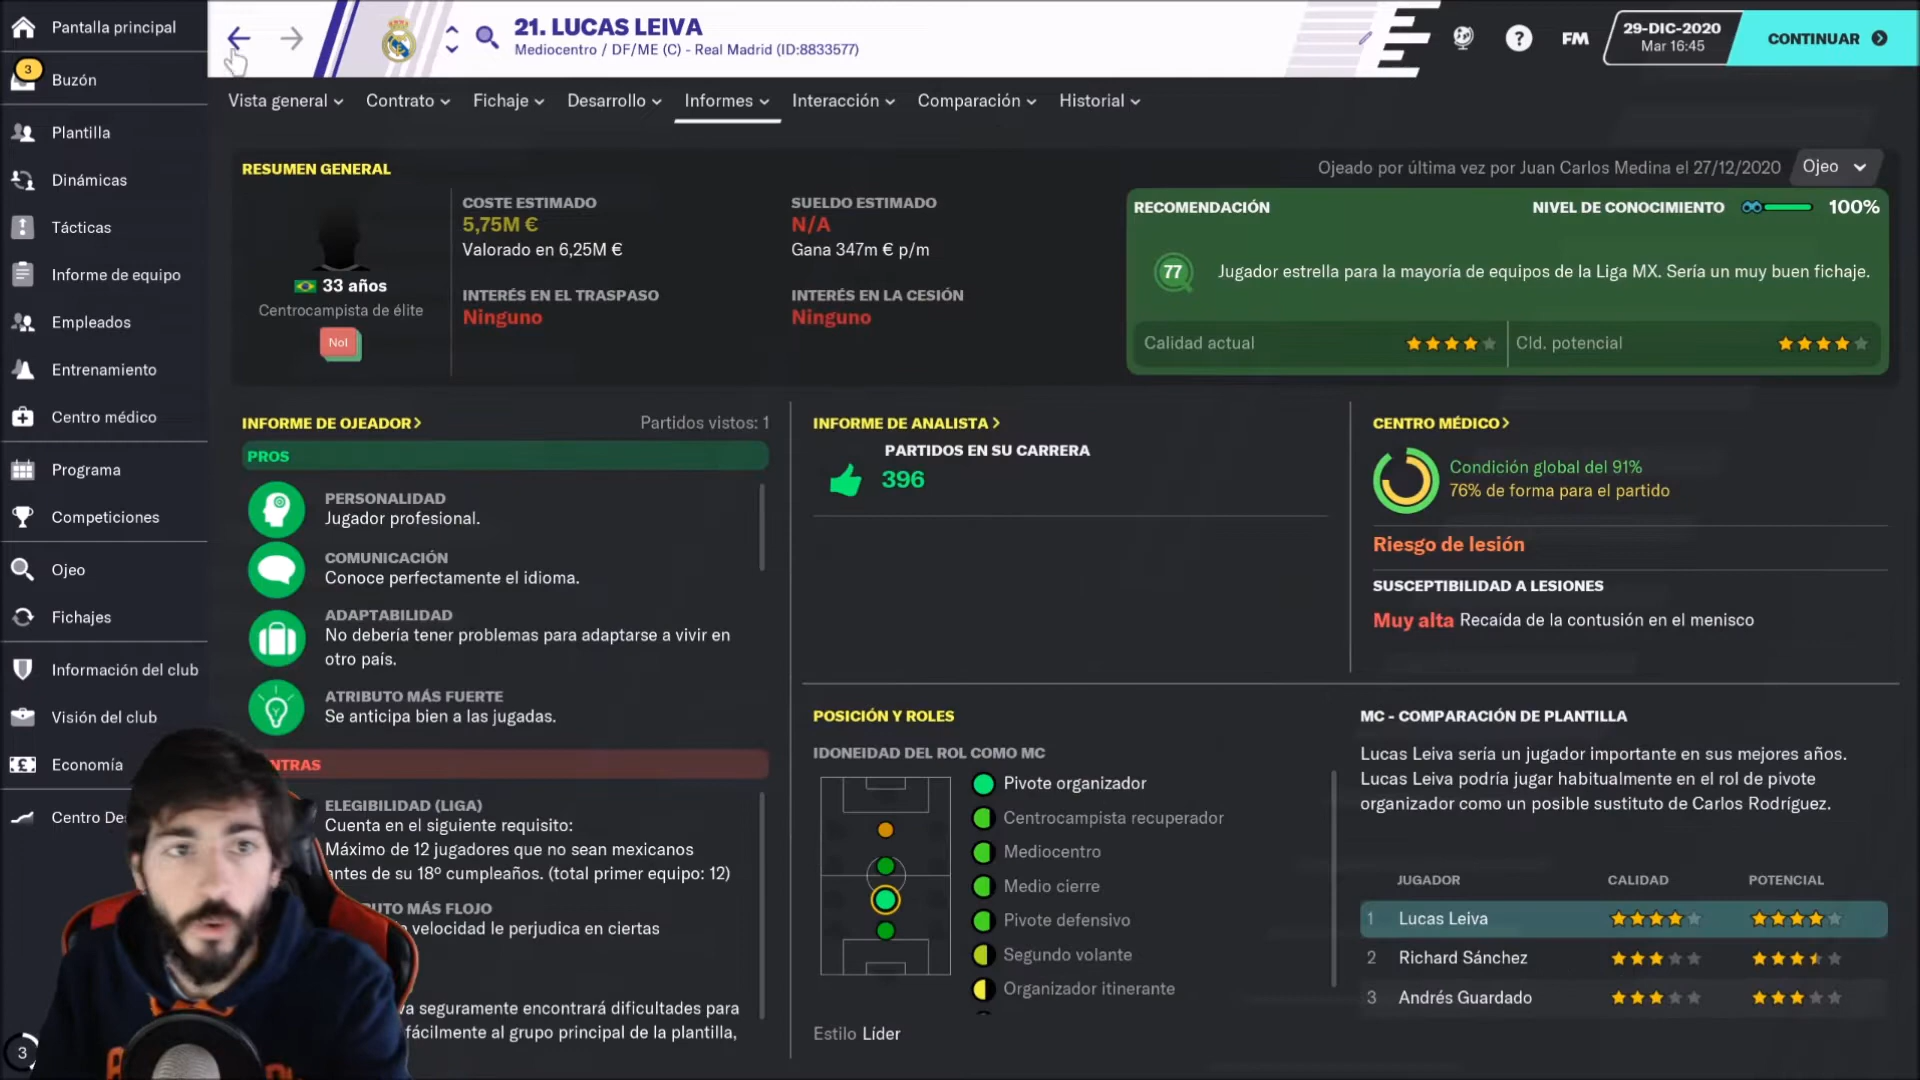 Pantalla principal
3
Buzón
Plantilla
Dinámicas
Tácticas
Informe de equipo
Empleados
Entrenamiento
Centro médico
Programa
Competiciones
Ojeo
Fichajes
Información del club
Visión del club
Economía
Centro De
3
21. LUCAS LEIVA
Mediocentro / DF/ME (C) - Real Madrid (ID:8833577)
?
FM
29-DIC-2020
Mar 16:45
CONTINUAR
Vista general
Contrato
Fichaje
Desarrollo
Informes
Interacción
Comparación
Historial
RESUMEN GENERAL
Ojeado por última vez por Juan Carlos Medina el 27/12/2020
Ojeo
33 años
Centrocampista de élite
NoI
COSTE ESTIMADO
5,75M €
Valorado en 6,25M €
SUELDO ESTIMADO
N/A
Gana 347m € p/m
INTERÉS EN EL TRASPASO
Ninguno
INTERÉS EN LA CESIÓN
Ninguno
RECOMENDACIÓN
NIVEL DE CONOCIMIENTO
100%
77
Jugador estrella para la mayoría de equipos de la Liga MX. Sería un muy buen fichaje.
Calidad actual
Cld. potencial
INFORME DE OJEADOR
Partidos vistos: 1
PROS
PERSONALIDAD
Jugador profesional.
COMUNICACIÓN
Conoce perfectamente el idioma.
ADAPTABILIDAD
No debería tener problemas para adaptarse a vivir en
otro país.
ATRIBUTO MÁS FUERTE
Se anticipa bien a las jugadas.
NTRAS
ELEGIBILIDAD (LIGA)
Cuenta en el siguiente requisito:
Máximo de 12 jugadores que no sean mexicanos
antes de su 18º cumpleaños. (total primer equipo: 12)
UTO MÁS FLOJO
velocidad le perjudica en ciertas
va seguramente encontrará dificultades para
fácilmente al grupo principal de la plantilla,
INFORME DE ANALISTA
PARTIDOS EN SU CARRERA
396
CENTRO MÉDICO
Condición global del 91%
76% de forma para el partido
Riesgo de lesión
SUSCEPTIBILIDAD A LESIONES
Muy alta Recaída de la contusión en el menisco
POSICIÓN Y ROLES
IDONEIDAD DEL ROL COMO MC
Pivote organizador
Centrocampista recuperador
Mediocentro
Medio cierre
Pivote defensivo
Segundo volante
Organizador itinerante
Estilo Líder
MC - COMPARACIÓN DE PLANTILLA
Lucas Leiva sería un jugador importante en sus mejores años.
Lucas Leiva podría jugar habitualmente en el rol de pivote
organizador como un posible sustituto de Carlos Rodríguez.
JUGADOR CALIDAD POTENCIAL
1 Lucas Leiva
2 Richard Sánchez
3 Andrés Guardado